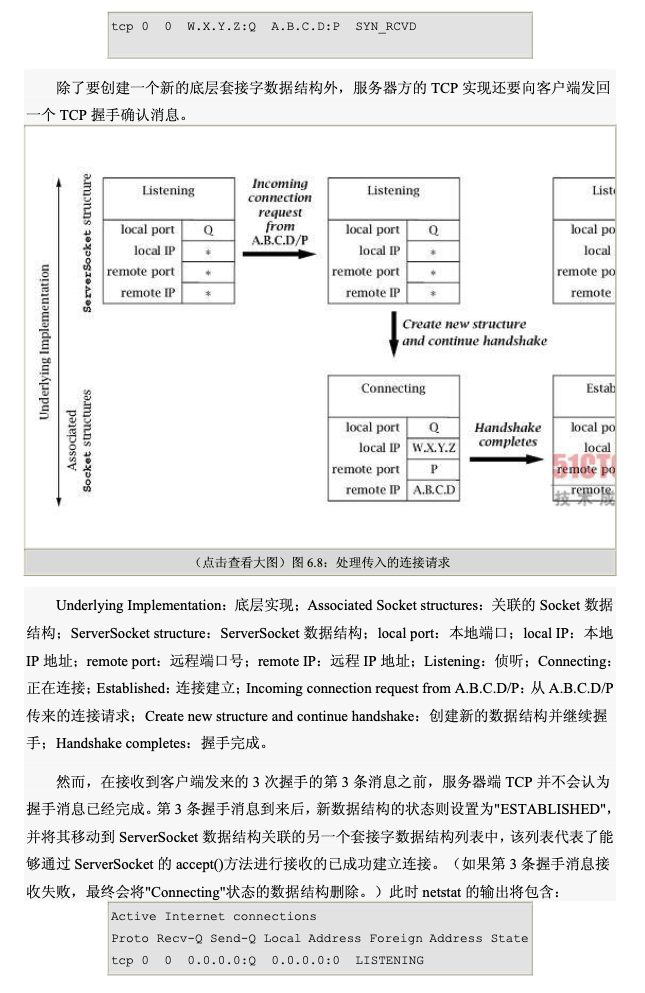 tcp 0 0 W.X.Y.Z:Q A.B.C.D:P SYN_RCVD
除了要创建一个新的底层套接字数据结构外，服务器方的 TCP 实现还要向客户端发回
一个 TCP 握手确认消息。
Underlying Implementation
ServerSocket structure
Associated
Socket structures
Listening
local port Q
local IP *
remote port *
remote IP *
Incoming
connection
request
from
A.B.C.D/P
Listening
local port Q
local IP *
remote port *
remote IP *
List
local po
local
remote po
remote
Create new structure
and continue handshake
Connecting
local port Q
local IP W.X.Y.Z
remote port P
remote IP A.B.C.D
Handshake
completes
Estab
local po
local
remote po
remote
51CT
技术成
（点击查看大图）图 6.8：处理传入的连接请求
Underlying Implementation：底层实现；Associated Socket structures：关联的 Socket 数据
结构；ServerSocket structure：ServerSocket 数据结构；local port：本地端口；local IP：本地
IP 地址；remote port：远程端口号；remote IP：远程 IP 地址；Listening：侦听；Connecting：
正在连接；Established：连接建立；Incoming connection request from A.B.C.D/P：从 A.B.C.D/P
传来的连接请求；Create new structure and continue handshake：创建新的数据结构并继续握
手；Handshake completes：握手完成。
然而，在接收到客户端发来的 3 次握手的第 3 条消息之前，服务器端 TCP 并不会认为
握手消息已经完成。第 3 条握手消息到来后，新数据结构的状态则设置为"ESTABLISHED"，
并将其移动到 ServerSocket 数据结构关联的另一个套接字数据结构列表中，该列表代表了能
够通过 ServerSocket 的 accept()方法进行接收的已成功建立连接。（如果第 3 条握手消息接
收失败，最终会将"Connecting"状态的数据结构删除。）此时 netstat 的输出将包含：
Active Internet connections
Proto Recv-Q Send-Q Local Address Foreign Address State
tcp 0 0 0.0.0.0:Q 0.0.0.0:0 LISTENING